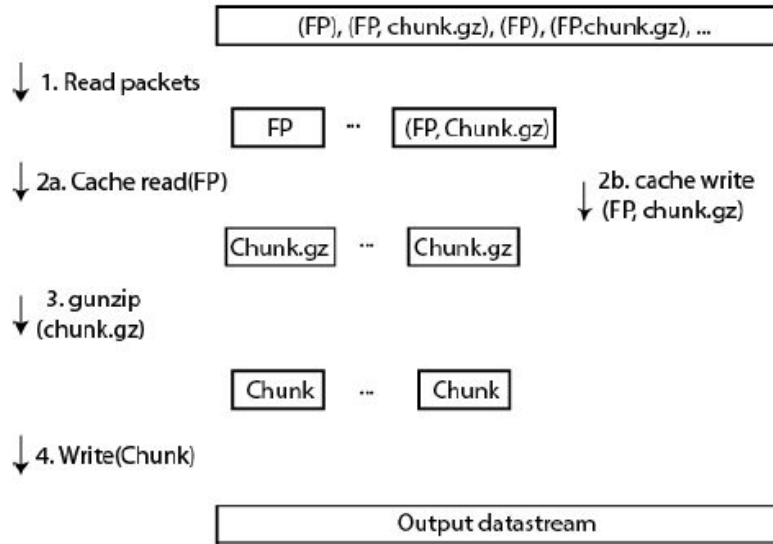 (FP), (FP, chunk.gz), (FP), (FP.chunk.gz), ...
1. Read packets
FP ... (FP, Chunk.gz)
2a. Cache read(FP)
2b. cache write
(FP, chunk.gz)
Chunk.gz ... Chunk.gz
3. gunzip
(chunk.gz)
Chunk ... Chunk
4. Write(Chunk)
Output datastream